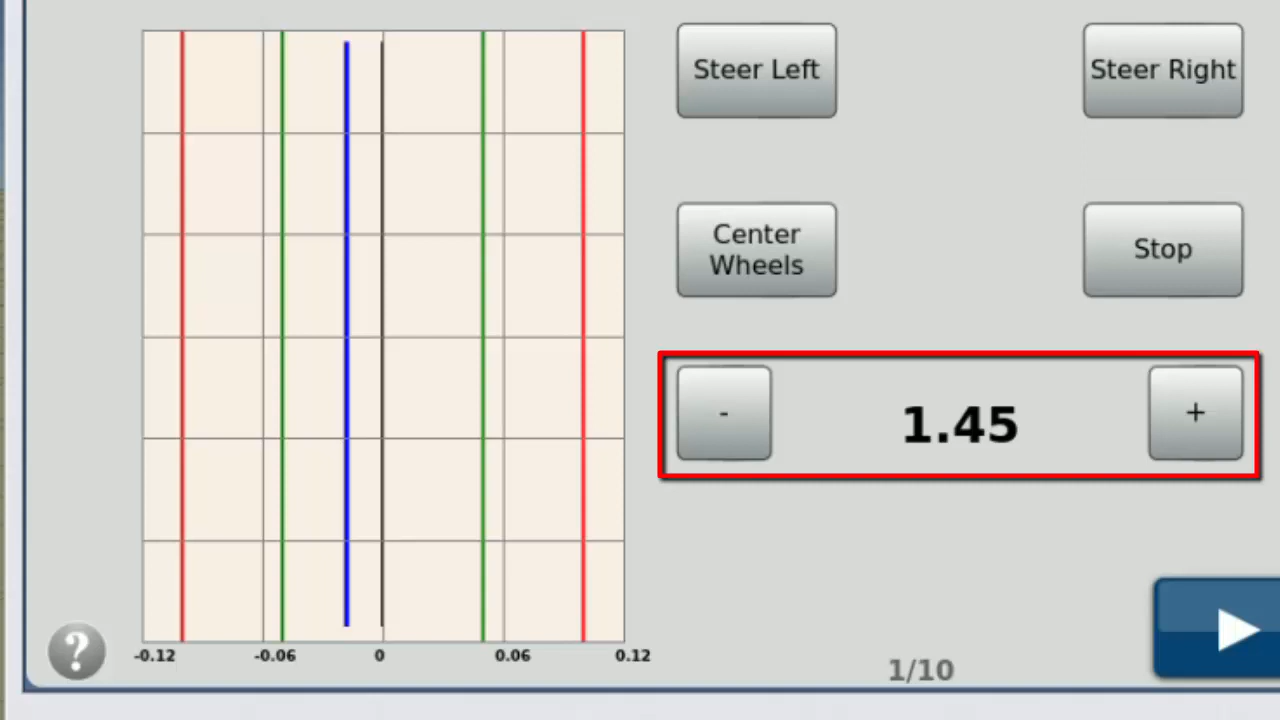 Steer Left
Steer Right
Center
Wheels
Stop
-
1.45
+
?
-0.12
-0.06
0
0.06
0.12
1/10